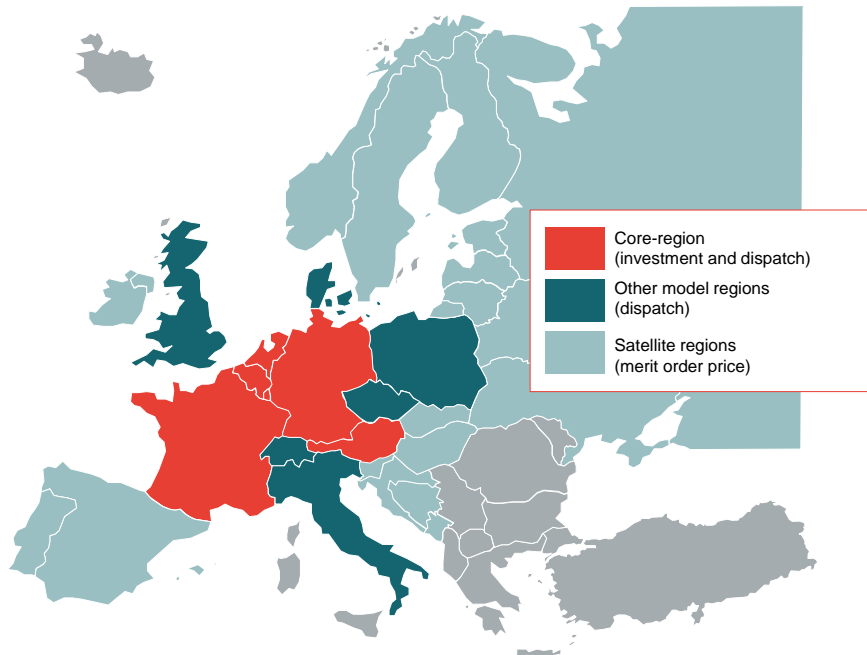 Core-region
(investment and dispatch)
Other model regions
(dispatch)
Satellite regions
(merit order price)